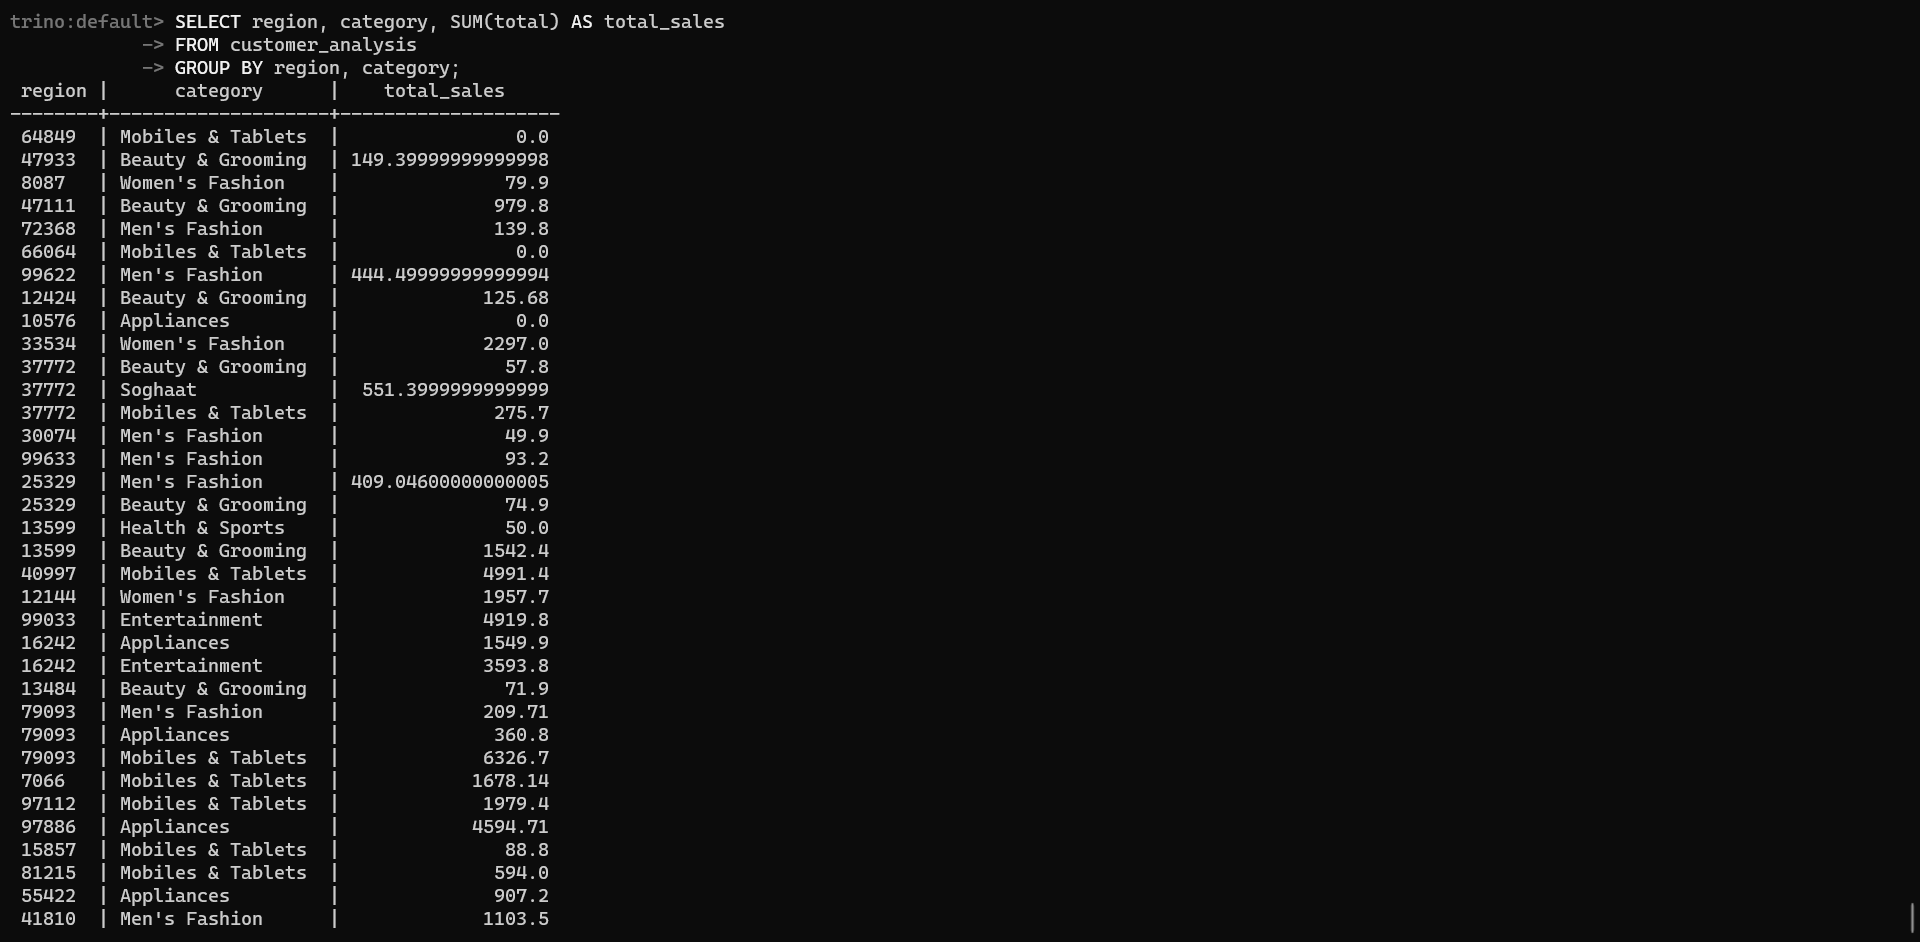 trino:default> SELECT region, category, SUM(total) AS total_sales
            -> FROM customer_analysis
            -> GROUP BY region, category;
 region |      category      |    total_sales
--------+--------------------+--------------------
 64849  | Mobiles & Tablets  |                0.0
 47933  | Beauty & Grooming  | 149.39999999999998
 8087   | Women's Fashion    |               79.9
 47111  | Beauty & Grooming  |              979.8
 72368  | Men's Fashion      |              139.8
 66064  | Mobiles & Tablets  |                0.0
 99622  | Men's Fashion      | 444.49999999999994
 12424  | Beauty & Grooming  |             125.68
 10576  | Appliances         |                0.0
 33534  | Women's Fashion    |             2297.0
 37772  | Beauty & Grooming  |               57.8
 37772  | Soghaat            |  551.3999999999999
 37772  | Mobiles & Tablets  |              275.7
 30074  | Men's Fashion      |               49.9
 99633  | Men's Fashion      |               93.2
 25329  | Men's Fashion      | 409.04600000000005
 25329  | Beauty & Grooming  |               74.9
 13599  | Health & Sports    |               50.0
 13599  | Beauty & Grooming  |             1542.4
 40997  | Mobiles & Tablets  |             4991.4
 12144  | Women's Fashion    |             1957.7
 99033  | Entertainment      |             4919.8
 16242  | Appliances         |             1549.9
 16242  | Entertainment      |             3593.8
 13484  | Beauty & Grooming  |               71.9
 79093  | Men's Fashion      |             209.71
 79093  | Appliances         |              360.8
 79093  | Mobiles & Tablets  |             6326.7
 7066   | Mobiles & Tablets  |            1678.14
 97112  | Mobiles & Tablets  |             1979.4
 97886  | Appliances         |            4594.71
 15857  | Mobiles & Tablets  |               88.8
 81215  | Mobiles & Tablets  |              594.0
 55422  | Appliances         |              907.2
 41810  | Men's Fashion      |             1103.5